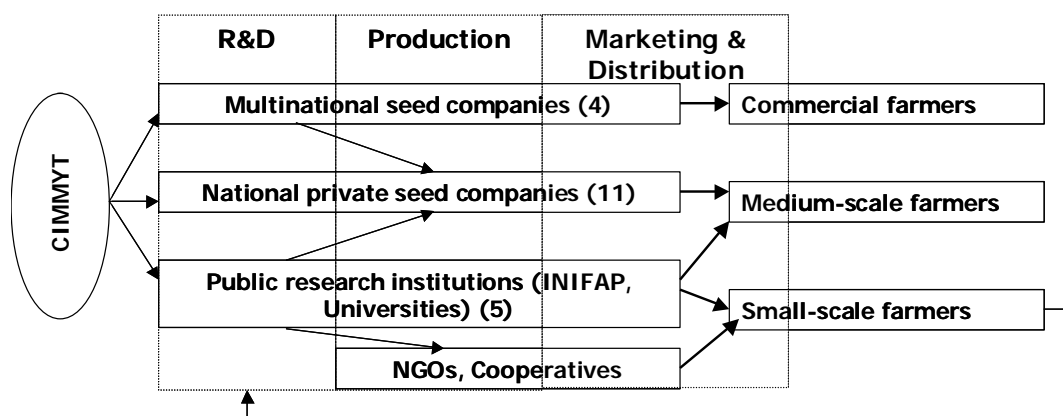 R&D
Production
Marketing &
Distribution
CIMMYT
Multinational seed companies (4)
Commercial farmers
National private seed companies (11)
Medium-scale farmers
Public research institutions (INIFAP,
Universities) (5)
Small-scale farmers
NGOs, Cooperatives